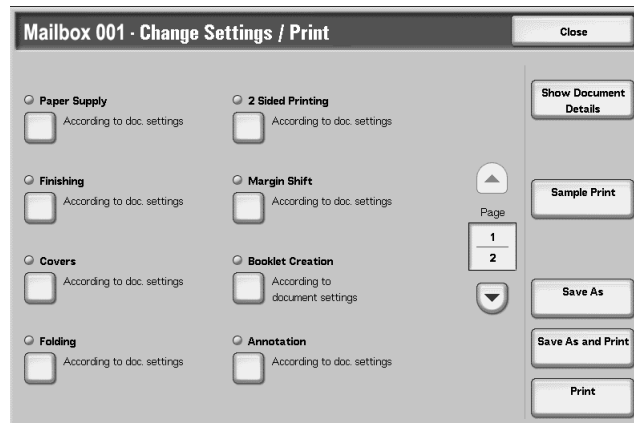 Mailbox 001 · Change Settings / Print
Close
Paper Supply
According to doc. settings
2 Sided Printing
According to doc. settings
Show Document
Details
Finishing
According to doc. settings
Margin Shift
According to doc. settings
Sample Print
Page
1
2
Covers
According to doc. settings
Booklet Creation
According to
document settings
Save As
Folding
According to doc. settings
Annotation
According to doc. settings
Save As and Print
Print